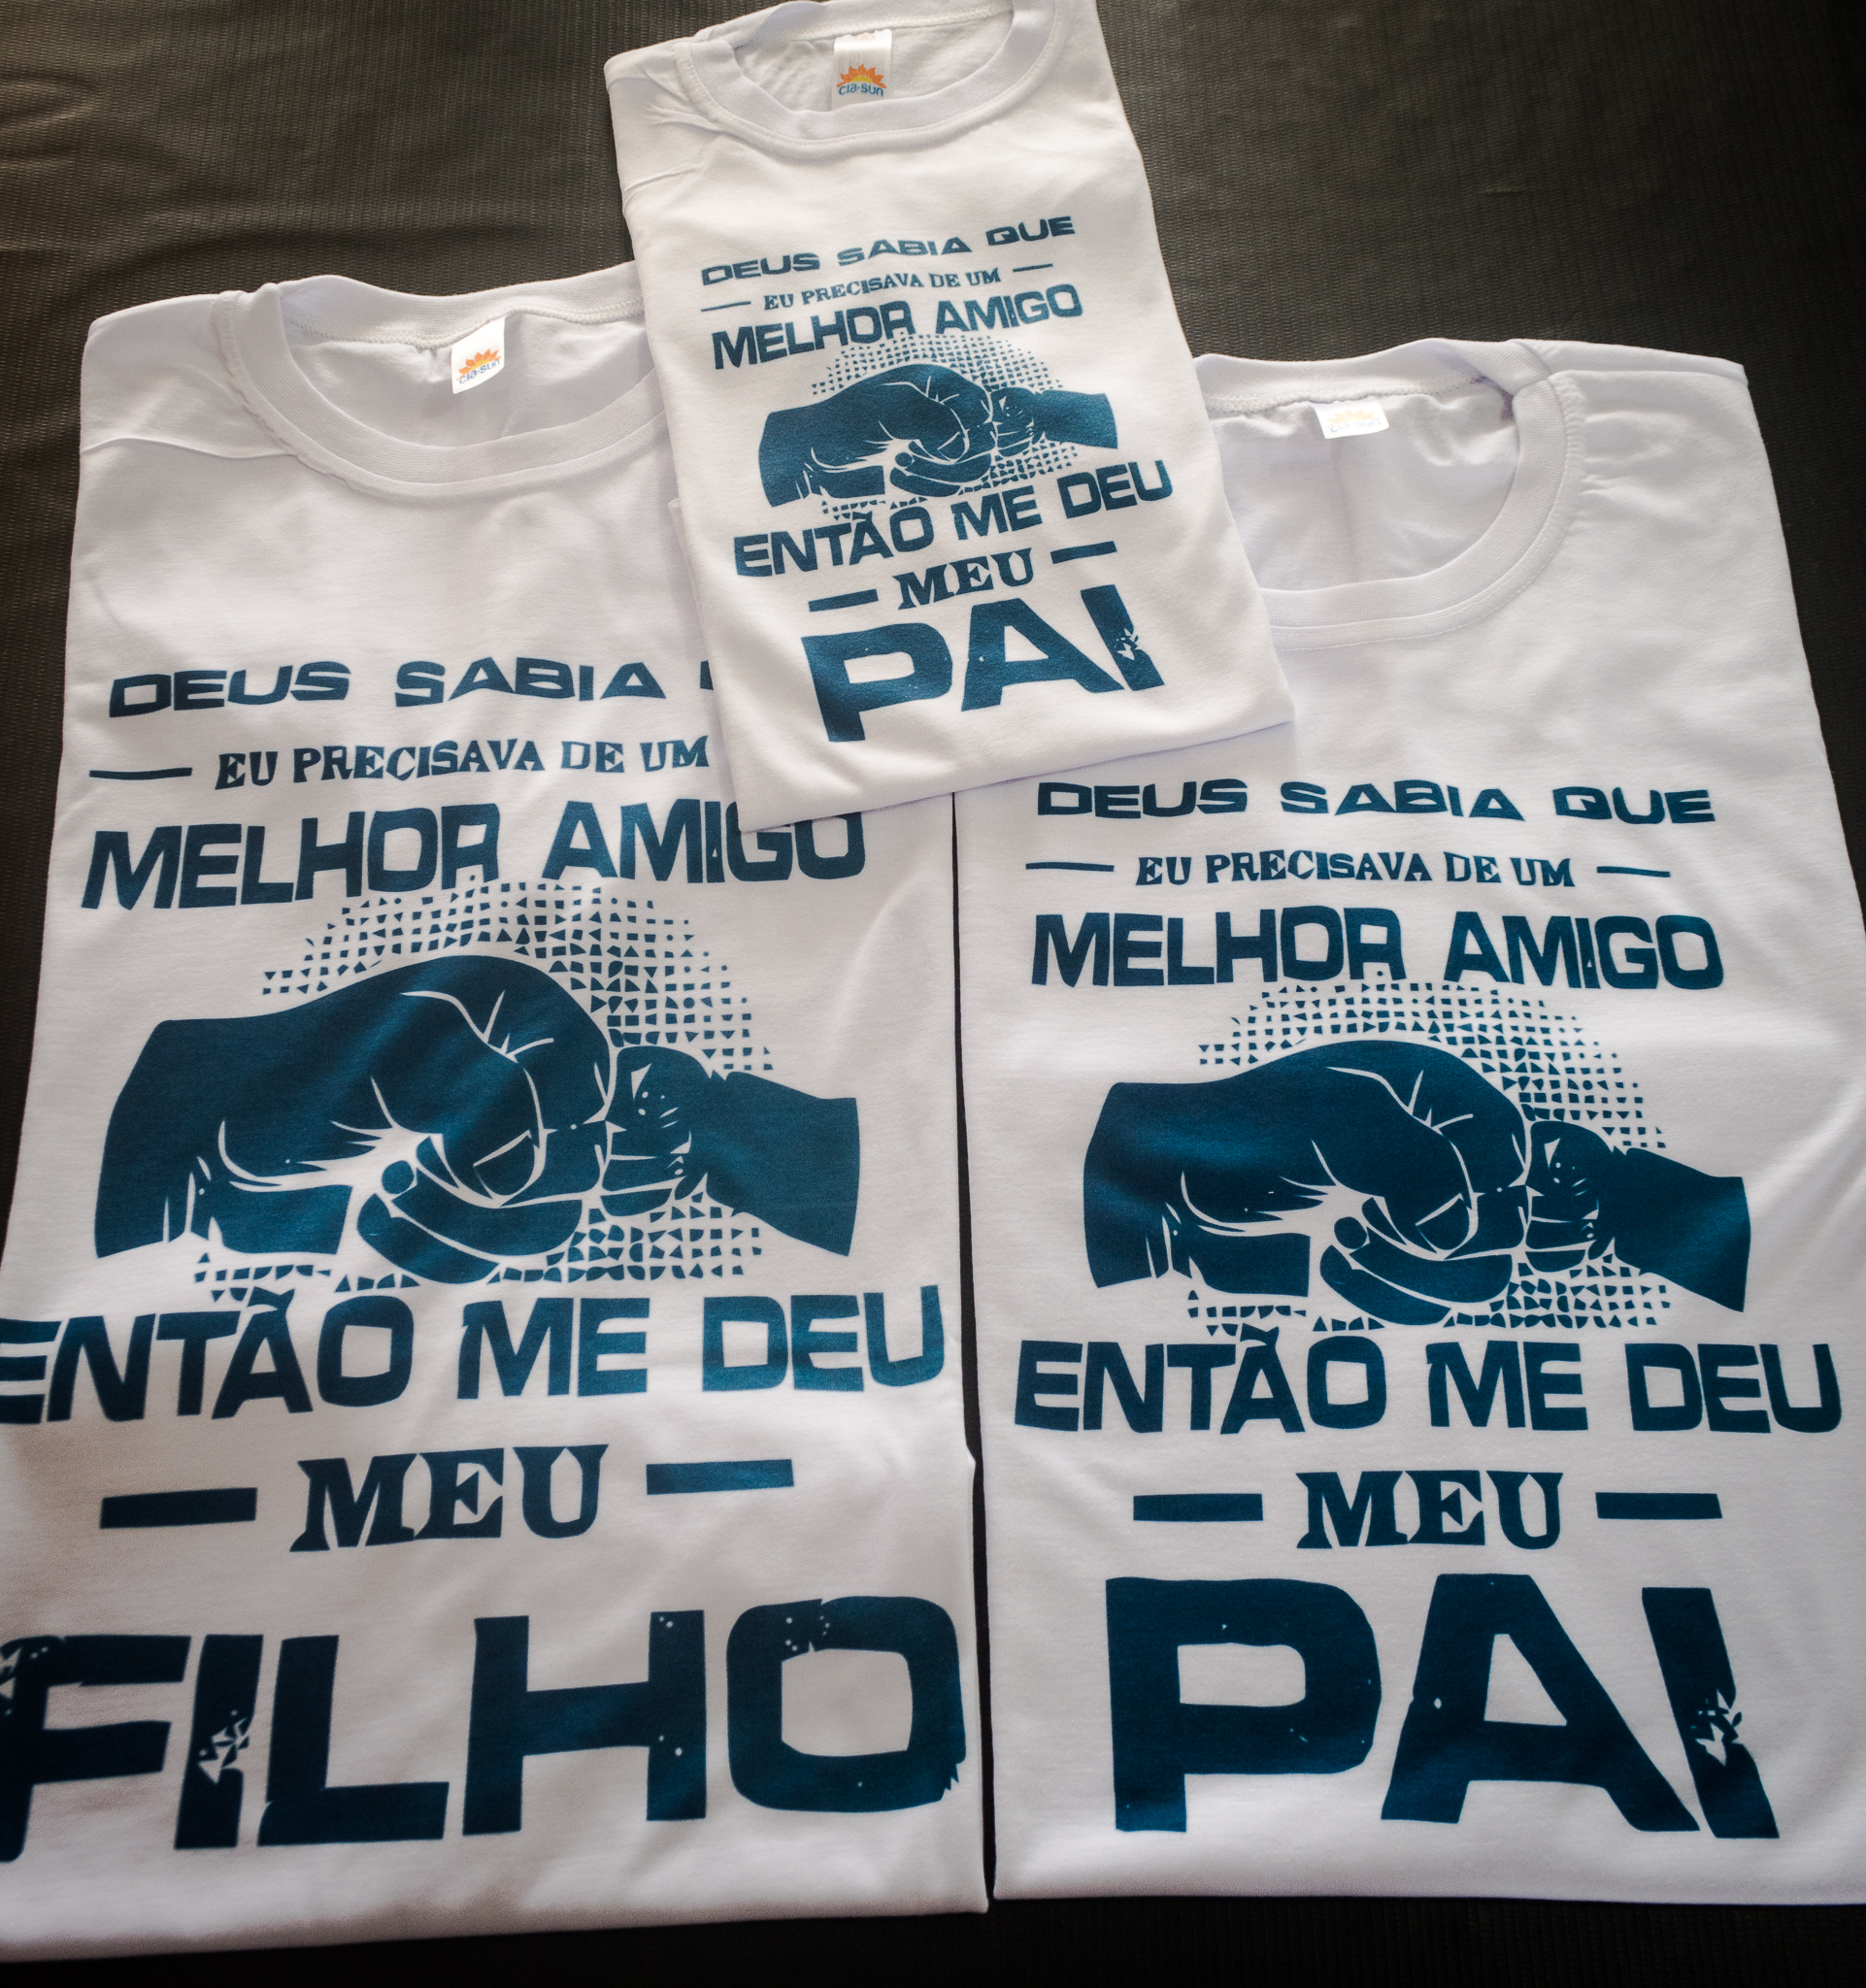 cia-sun
DEUS SABIA QUE
EU PRECISAVA DE UM
MELHOR AMIGO
ENTÃO ME DEU
MEU
PAI
cia-sun
DEUS SABIA
EU PRECISAVA DE UM
MELHOR AMIGO
ENTÃO ME DEU
MEU
FILHO
cia-sun
DEUS SABIA QUE
EU PRECISAVA DE UM
MELHOR AMIGO
ENTÃO ME DEU
MEU
PAI